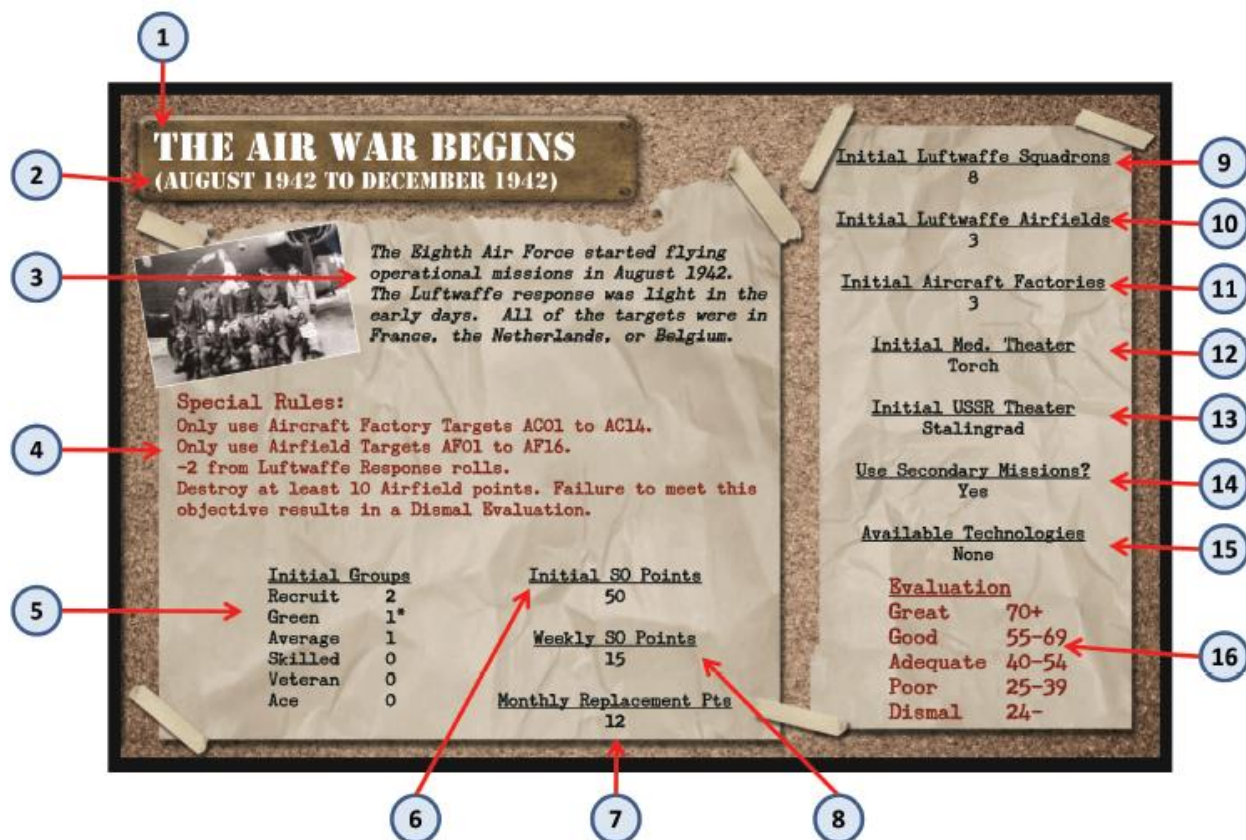 1
THE AIR WAR BEGINS
2
(AUGUST 1942 TO DECEMBER 1942)
3
The Eighth Air Force started flying
operational missions in August 1942.
The Luftwaffe response was light in the
early days. All of the targets were in
France, the Netherlands, or Belgium.
4
Special Rules:
Only use Aircraft Factory Targets AC01 to AC14.
Only use Airfield Targets AF01 to AF16.
-2 from Luftwaffe Response rolls.
Destroy at least 10 Airfield points. Failure to meet this
objective results in a Dismal Evaluation.
5
Initial Groups
Recruit 2
Green 1*
Average 1
Skilled 0
Veteran 0
Ace 0
Initial SO Points
50
6
Weekly SO Points
15
8
Monthly Replacement Pts
12
7
Initial Luftwaffe Squadrons
8
9
Initial Luftwaffe Airfields
3
10
Initial Aircraft Factories
3
11
Initial Med. Theater
Torch
12
Initial USSR Theater
Stalingrad
13
Use Secondary Missions?
Yes
14
Available Technologies
None
15
Evaluation
Great 70+
Good 55-69
Adequate 40-54
Poor 25-39
Dismal 24-
16